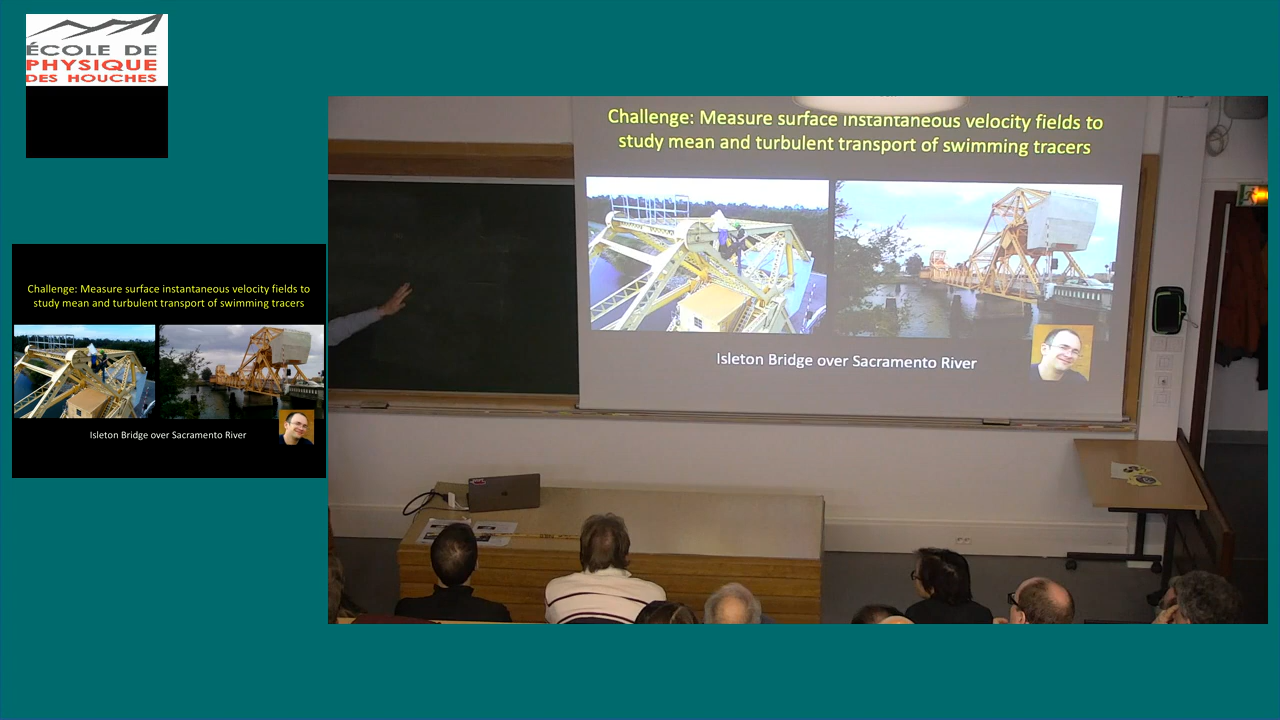 ÉCOLE DE
PHYSIQUE
DES HOUCHES
Challenge: Measure surface instantaneous velocity fields to
study mean and turbulent transport of swimming tracers
Isleton Bridge over Sacramento River
Challenge: Measure surface instantaneous velocity fields to
study mean and turbulent transport of swimming tracers
Isleton Bridge over Sacramento River